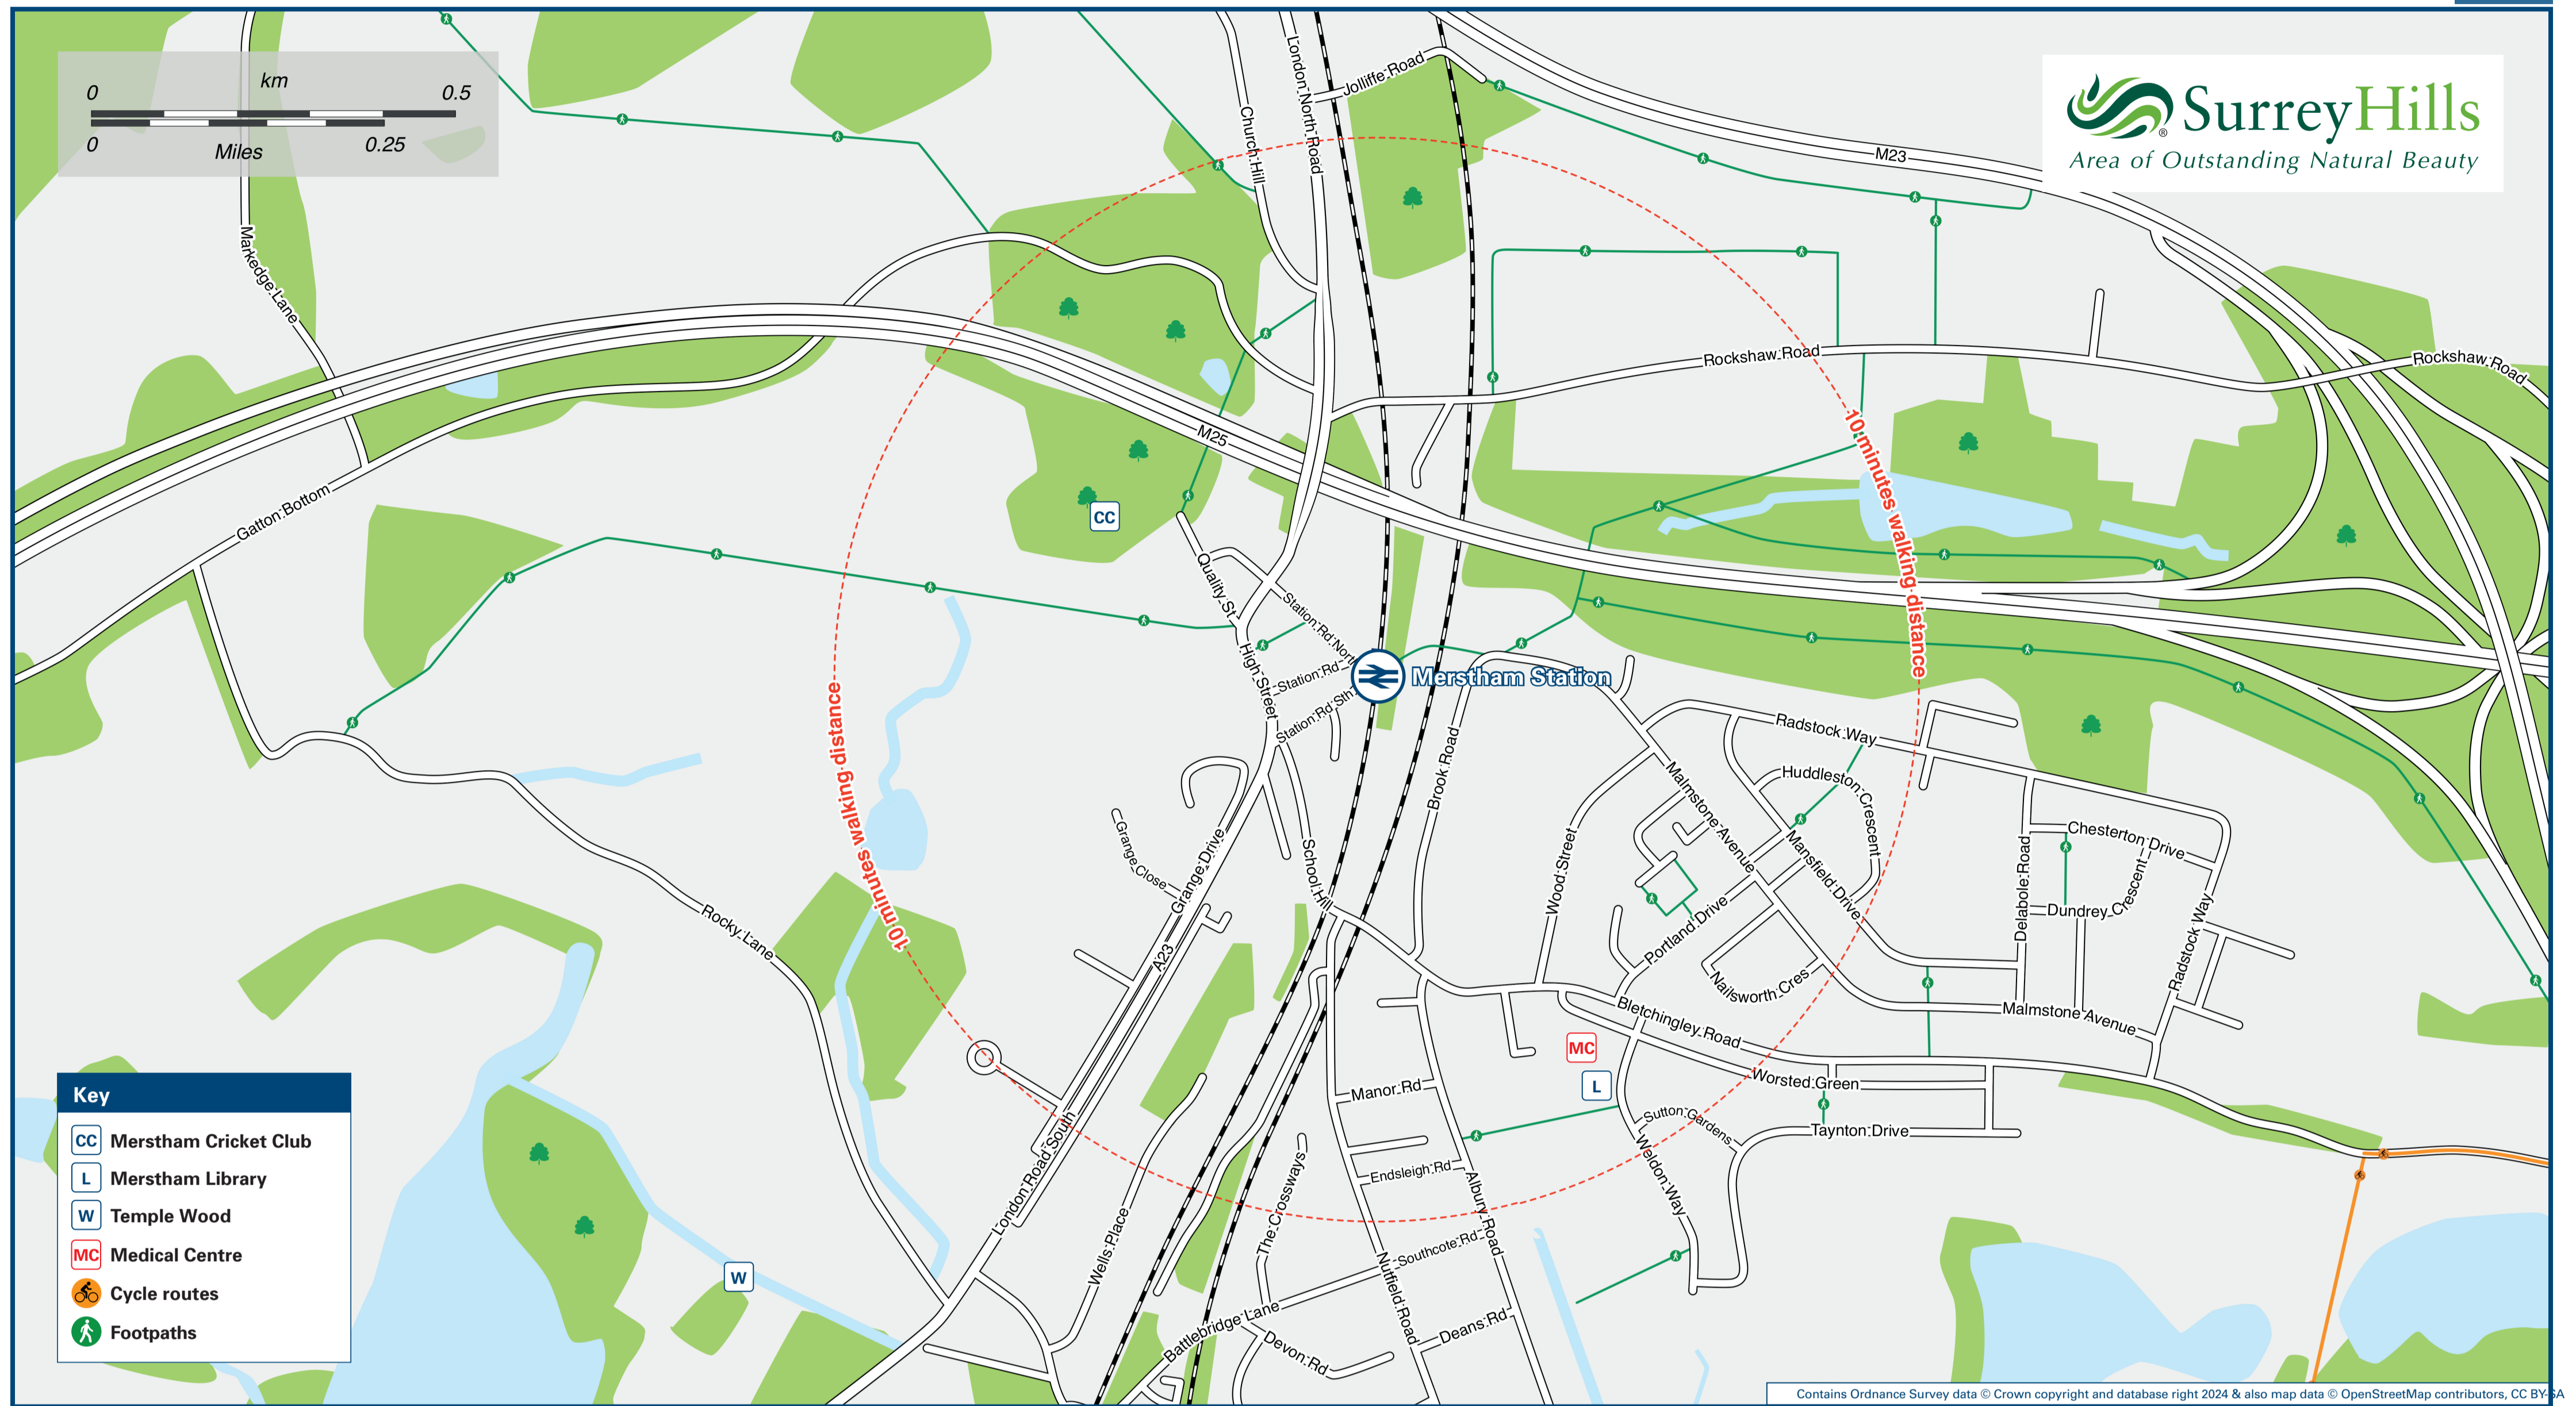 km
0
0.5
0
Miles
0.25
SurreyHills
®
Area of Outstanding Natural Beauty
London North Road
Jolliffe Road
Church Hill
M23
Markedge Lane
Rockshaw Road
Rockshaw Road
M25
10 minutes walking distance
Gatton Bottom
CC
Quality St
Station Rd North
High Street
Station Rd
Station Rd Sth
Merstham Station
Radstock Way
Brook Road
Malmstone Avenue
Huddleston Crescent
10 minutes walking distance
Grange Close
Grange Drive
School Hill
Wood Street
Mansfield Drive
Portland Drive
Delabole Road
Chesterton Drive
Dundrey Crescent
Radstock Way
Rocky Lane
A23
Nailsworth Cres
Bletchingley Road
Malmstone Avenue
MC
L
Manor Rd
Worsted Green
Sutton Gardens
Taynton Drive
London Road South
Endsleigh Rd
Weldon Way
Wells Place
The Crossways
Albury Road
Southcote Rd
Nutfield Road
W
Battlebridge Lane
Devon Rd
Deans Rd
Key
CC Merstham Cricket Club
L Merstham Library
W Temple Wood
MC Medical Centre
Cycle routes
Footpaths
Contains Ordnance Survey data © Crown copyright and database right 2024 & also map data © OpenStreetMap contributors, CC BY-SA